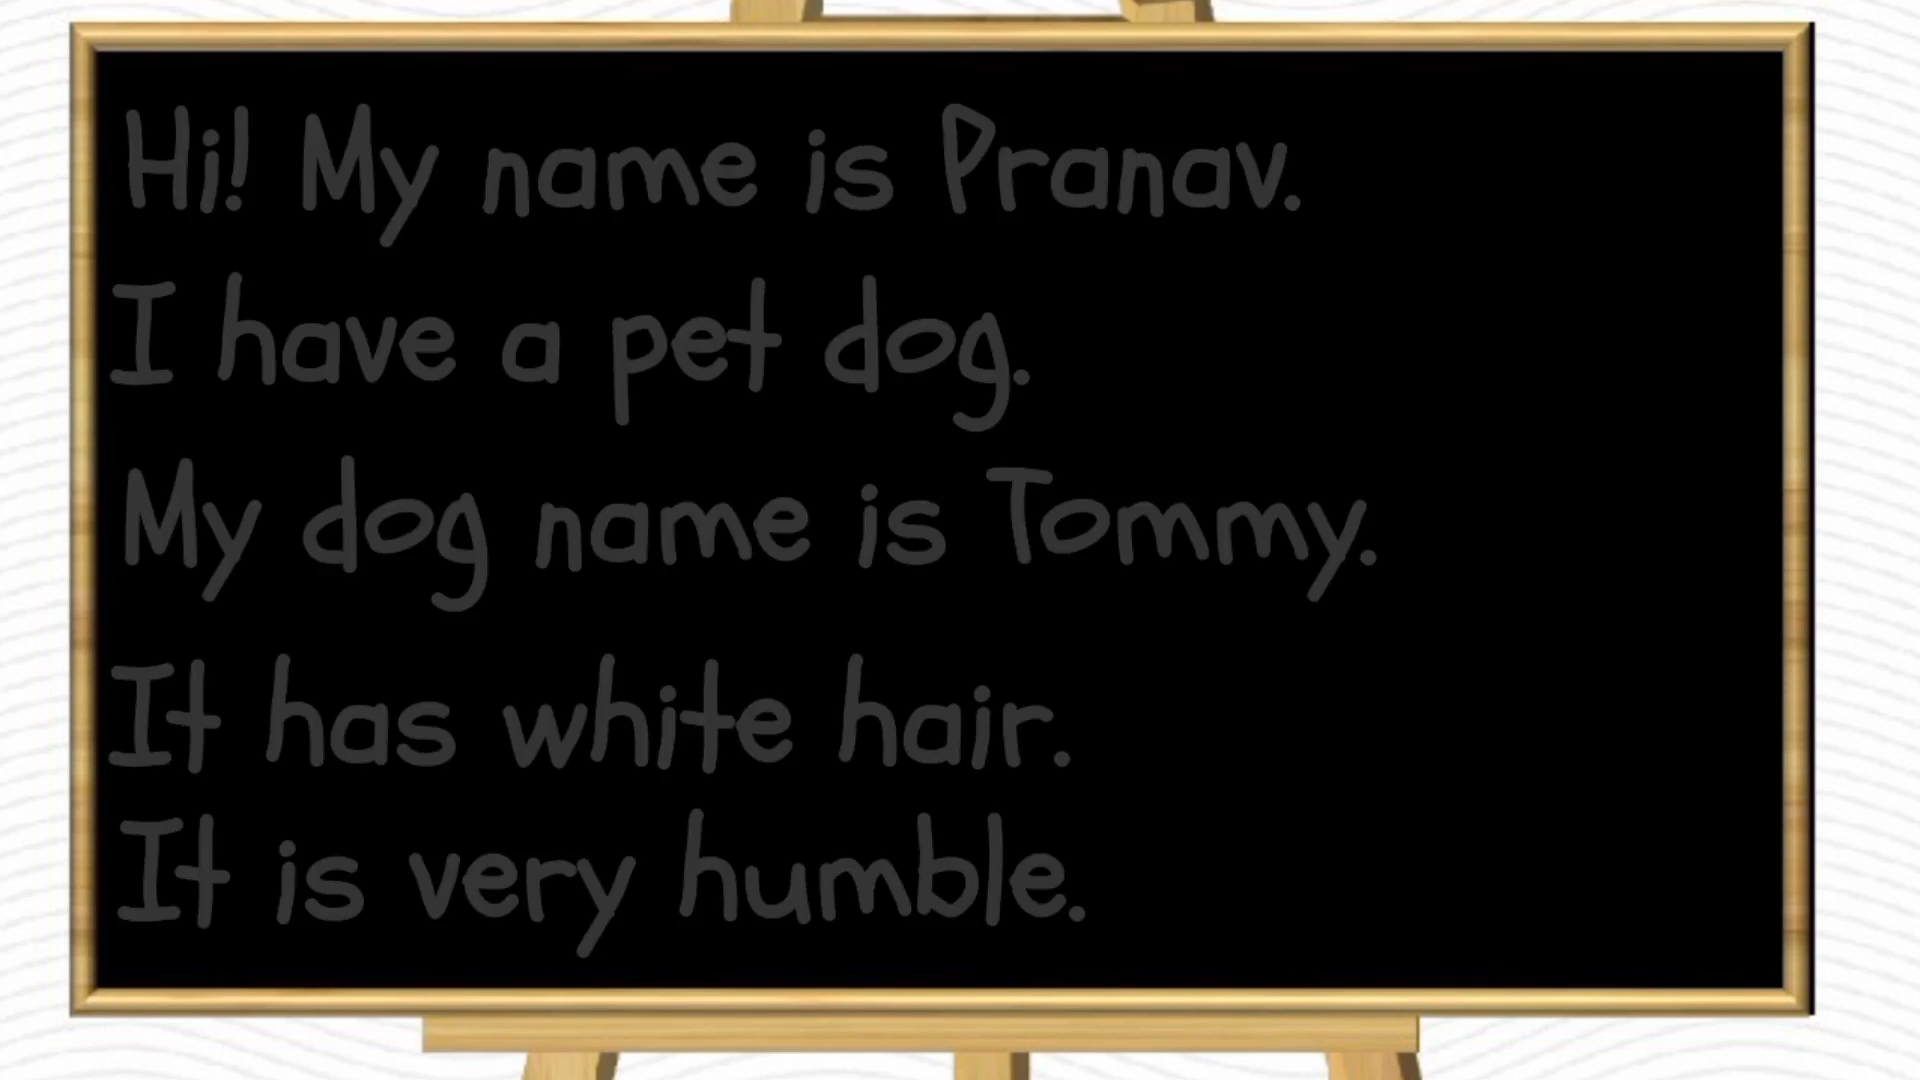 Hi! My name is Pranav.
I have a pet dog.
My dog name is Tommy.
It has white hair.
It is very humble.